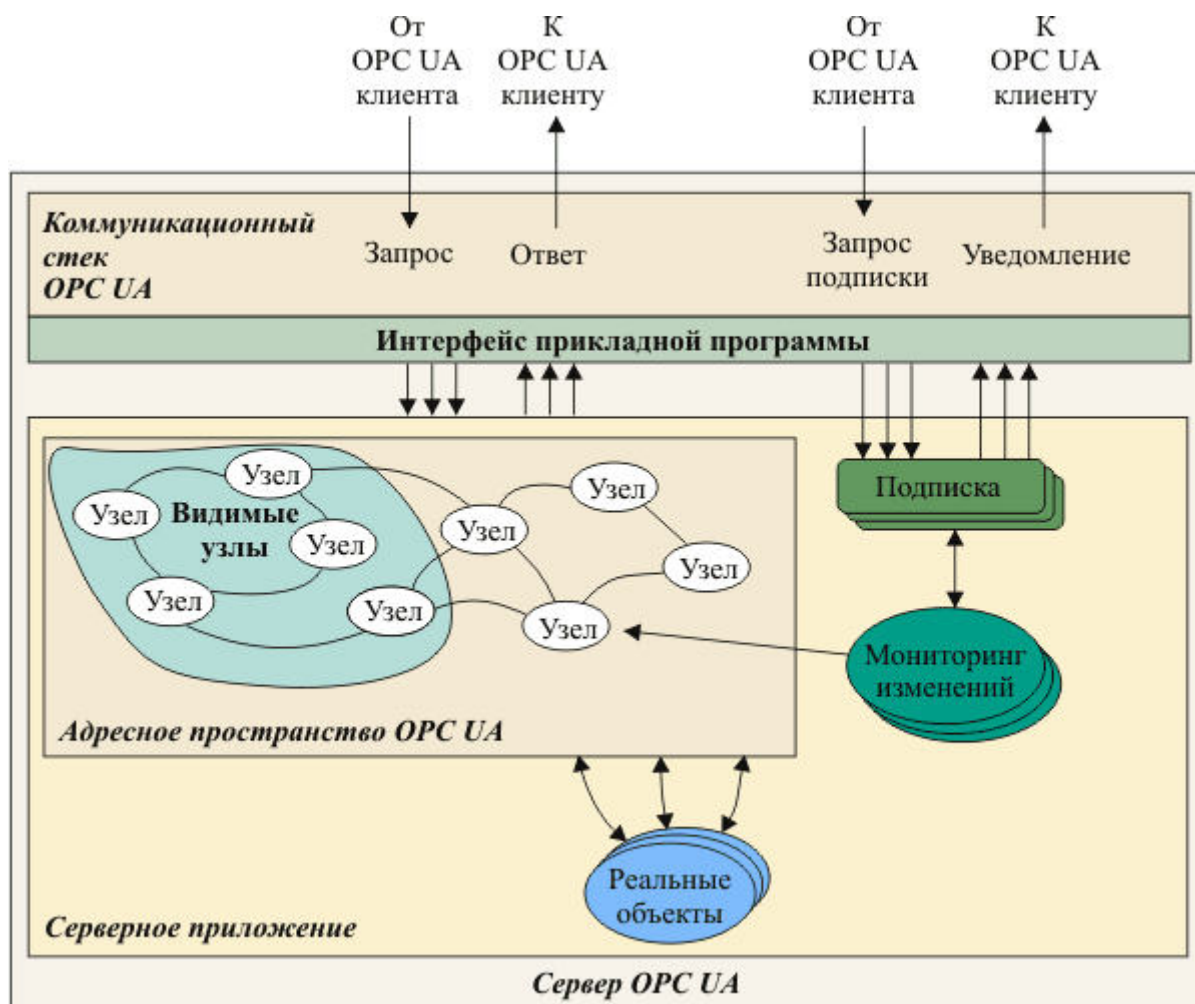 От
OPC UA
клиента
К
OPC UA
клиенту
От
OPC UA
клиента
К
OPC UA
клиенту
Коммуникационный
стек
OPC UA
Запрос
Ответ
Запрос
подписки
Уведомление
Интерфейс прикладной программы
Узел
Узел
Видимые
узлы
Узел
Узел
Узел
Узел
Узел
Узел
Узел
Подписка
Мониторинг
изменений
Адресное пространство OPC UA
Реальные
объекты
Серверное приложение
Сервер OPC UA